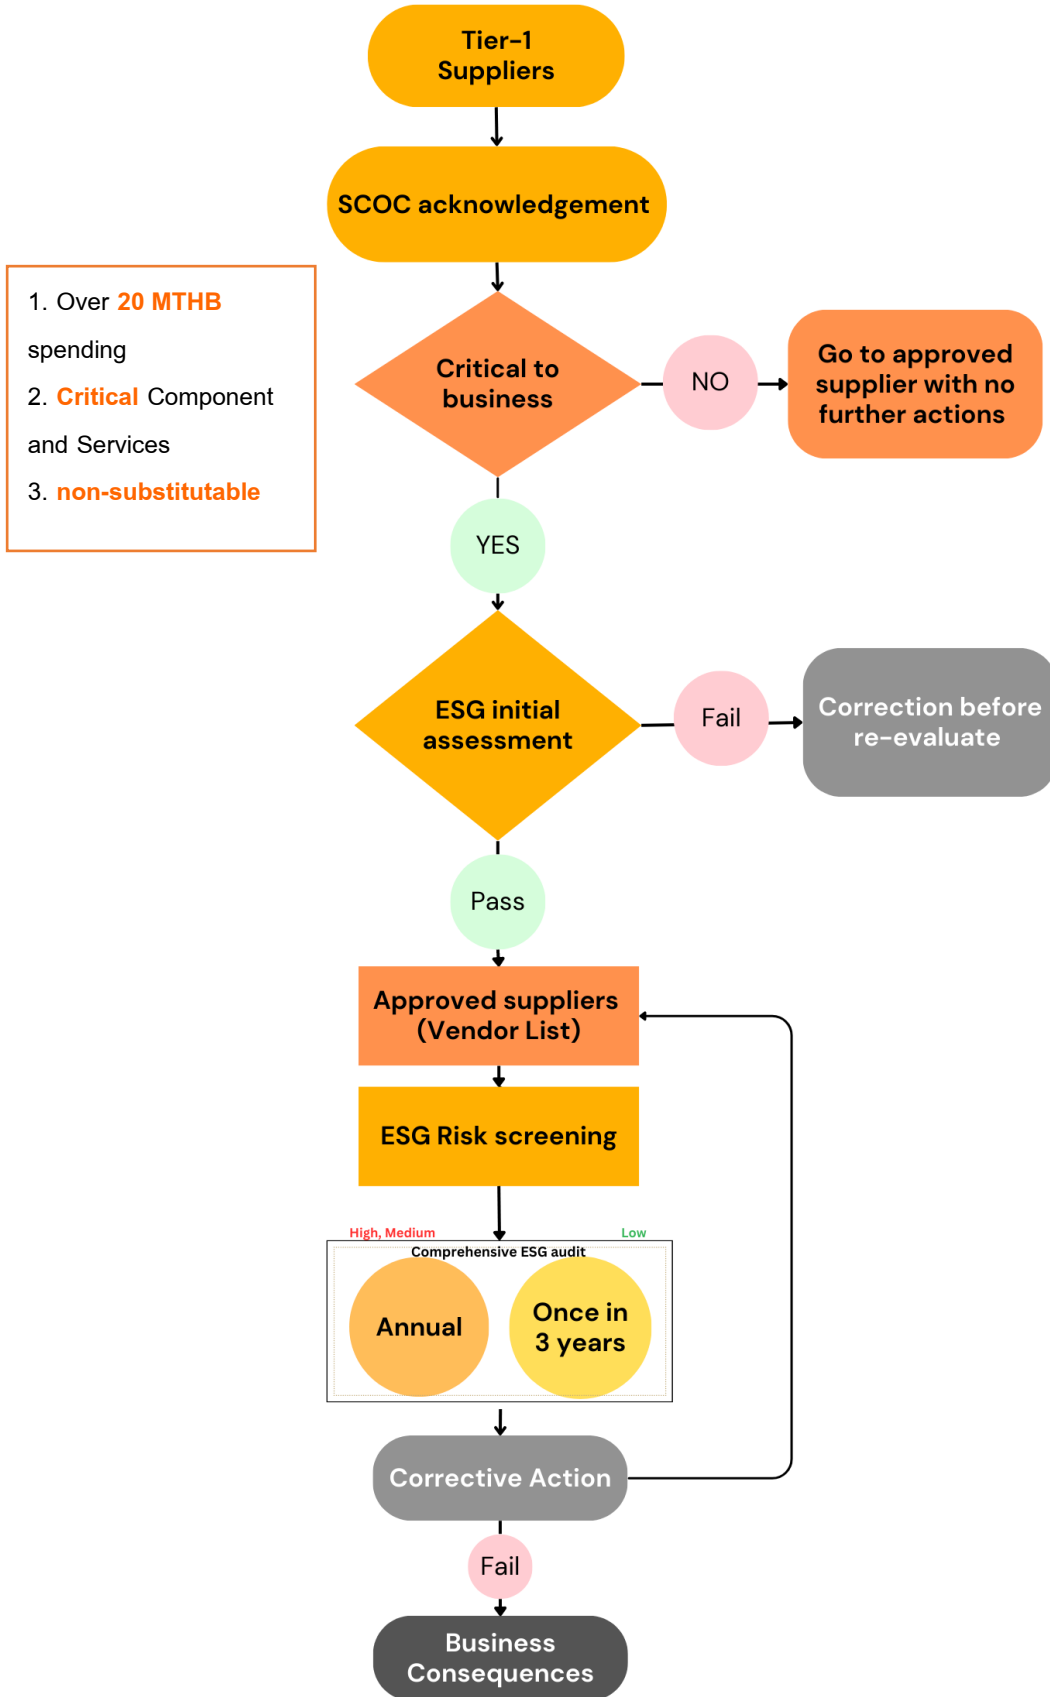 Tier-1
Suppliers
SCOC acknowledgement
1. Over 20 MTHB
spending
2. Critical Component
and Services
3. non-substitutable
Critical to
business
NO
Go to approved
supplier with no
further actions
YES
ESG initial
assessment
Fail
Correction before
re-evaluate
Pass
Approved suppliers
(Vendor List)
ESG Risk screening
High, Medium
Low
Comprehensive ESG audit
Annual
Once in
3 years
Corrective Action
Fail
Business
Consequences